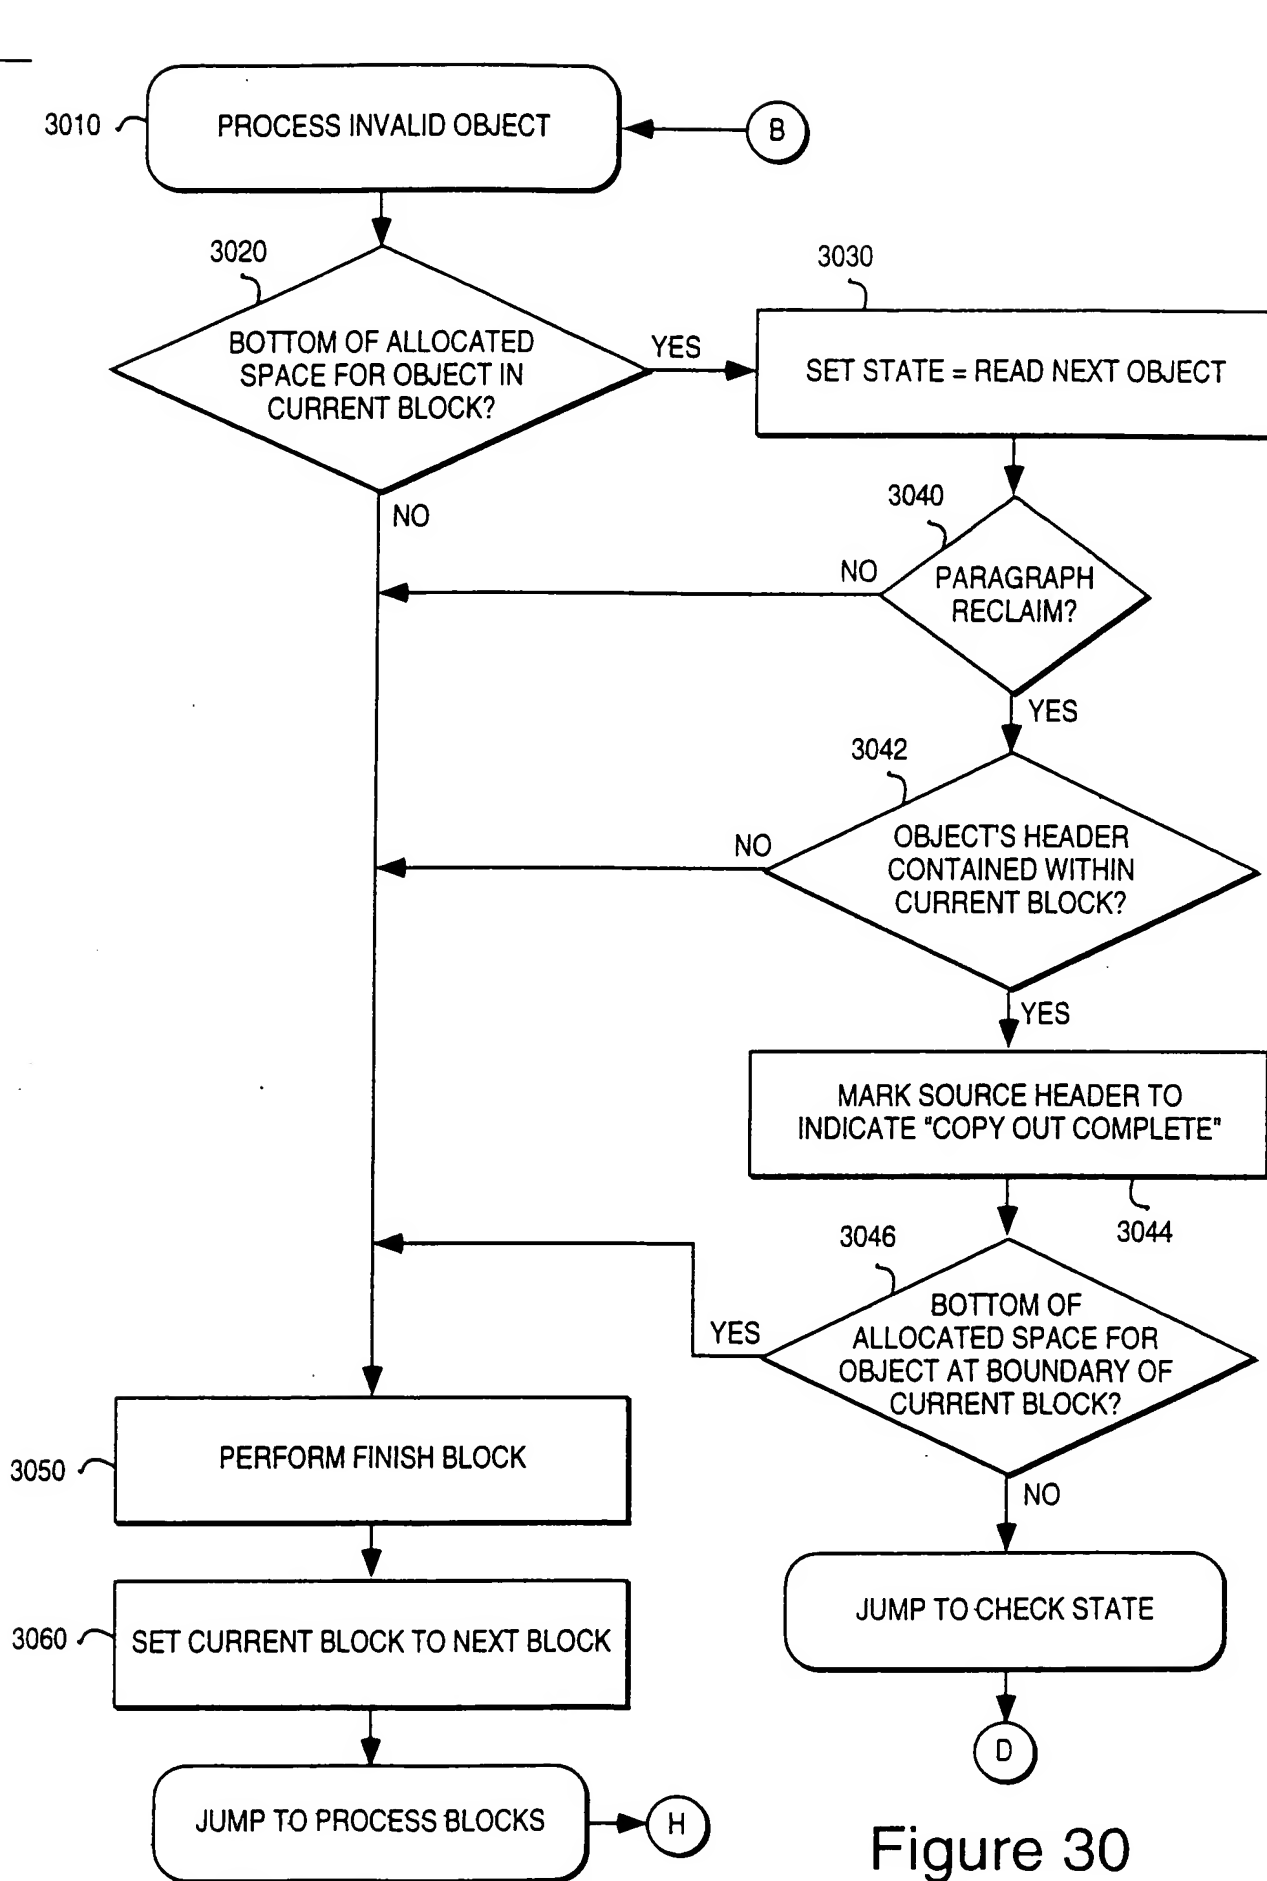 3010
PROCESS INVALID OBJECT
B
3020
BOTTOM OF ALLOCATED
SPACE FOR OBJECT IN
CURRENT BLOCK?
YES
NO
3030
SET STATE = READ NEXT OBJECT
3040
PARAGRAPH
RECLAIM?
NO
YES
3042
OBJECT'S HEADER
CONTAINED WITHIN
CURRENT BLOCK?
NO
YES
MARK SOURCE HEADER TO
INDICATE "COPY OUT COMPLETE"
3044
3046
BOTTOM OF
ALLOCATED SPACE FOR
OBJECT AT BOUNDARY OF
CURRENT BLOCK?
YES
NO
3050
PERFORM FINISH BLOCK
3060
SET CURRENT BLOCK TO NEXT BLOCK
JUMP TO CHECK STATE
D
JUMP TO PROCESS BLOCKS
H
Figure 30